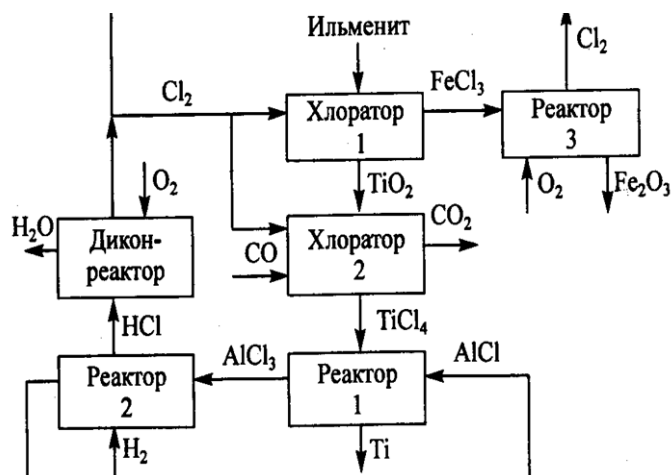 Ильменит
Cl₂
Cl₂
FeCl₃
Хлоратор
1
Реактор
3
O₂
TiO₂
O₂
Fe₂O₃
H₂O
Дикон-
реактор
CO
Хлоратор
2
CO₂
HCl
TiCl₄
AlCl₃
AlCl
Реактор
2
Реактор
1
H₂
Ti